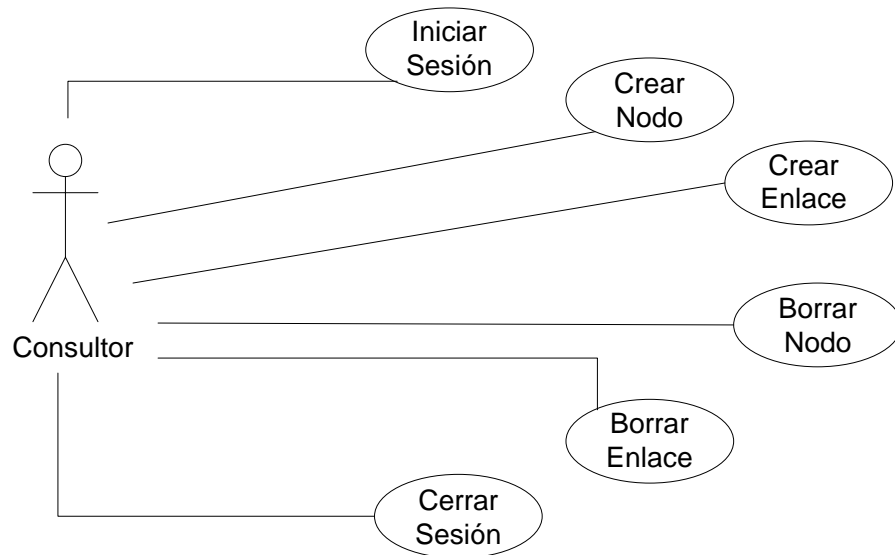 Iniciar
Sesión
Crear
Nodo
Crear
Enlace
Borrar
Nodo
Consultor
Borrar
Enlace
Cerrar
Sesión